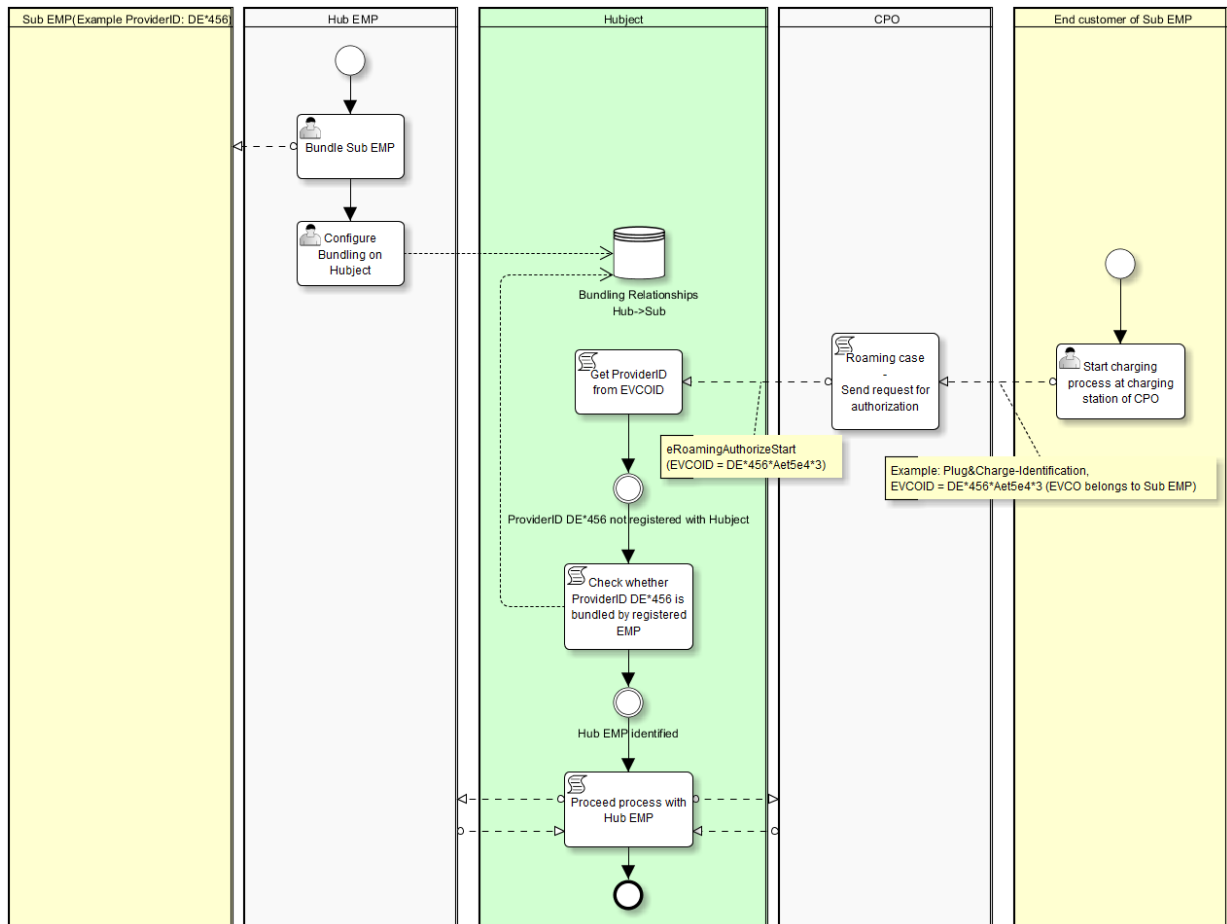 Sub EMP(Example ProviderID: DE*456)
Hub EMP
Hubject
CPO
End customer of Sub EMP
Bundle Sub EMP
Configure
Bundling on
Hubject
Bundling Relationships
Hub->Sub
Get ProviderID
from EVCOID
Roaming case
-
Send request for
authorization
Start charging
process at charging
station of CPO
eRoamingAuthorizeStart
(EVCOID = DE*456*Aet5e4*3)
Example: Plug&Charge-Identification,
EVCOID = DE*456*Aet5e4*3 (EVCO belongs to Sub EMP)
ProviderID DE*456 not registered with Hubject
Check whether
ProviderID DE*456 is
bundled by registered
EMP
Hub EMP identified
Proceed process with
Hub EMP